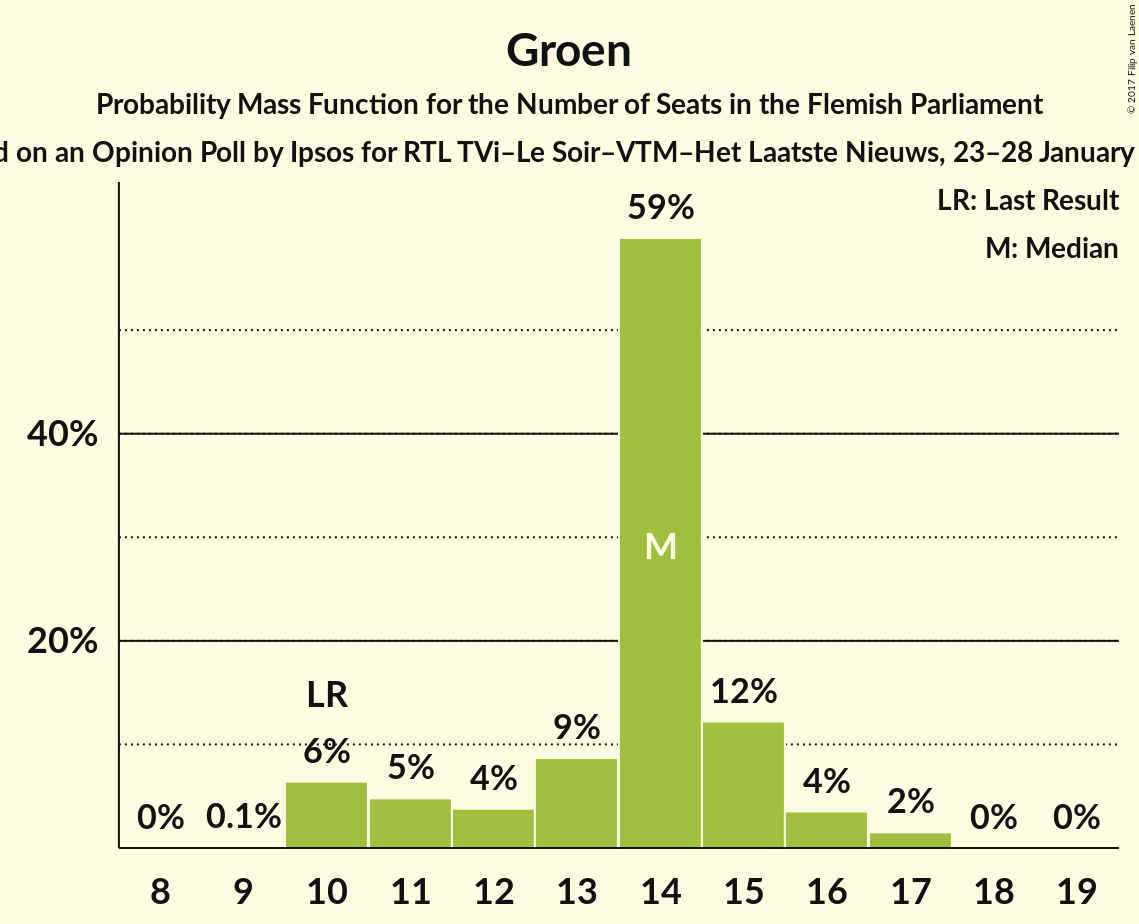 Groen
Probability Mass Function for the Number of Seats in the Flemish Parliament
on an Opinion Poll by Ipsos for RTL TVi–Le Soir–VTM–Het Laatste Nieuws, 23–28 January
© 2017 Filip van Laenen
LR: Last Result
M: Median
59%
40%
M
20%
LR
12%
9%
6%
5%
4%
4%
2%
0%
0.1%
0%
0%
8 9 10 11 12 13 14 15 16 17 18 19